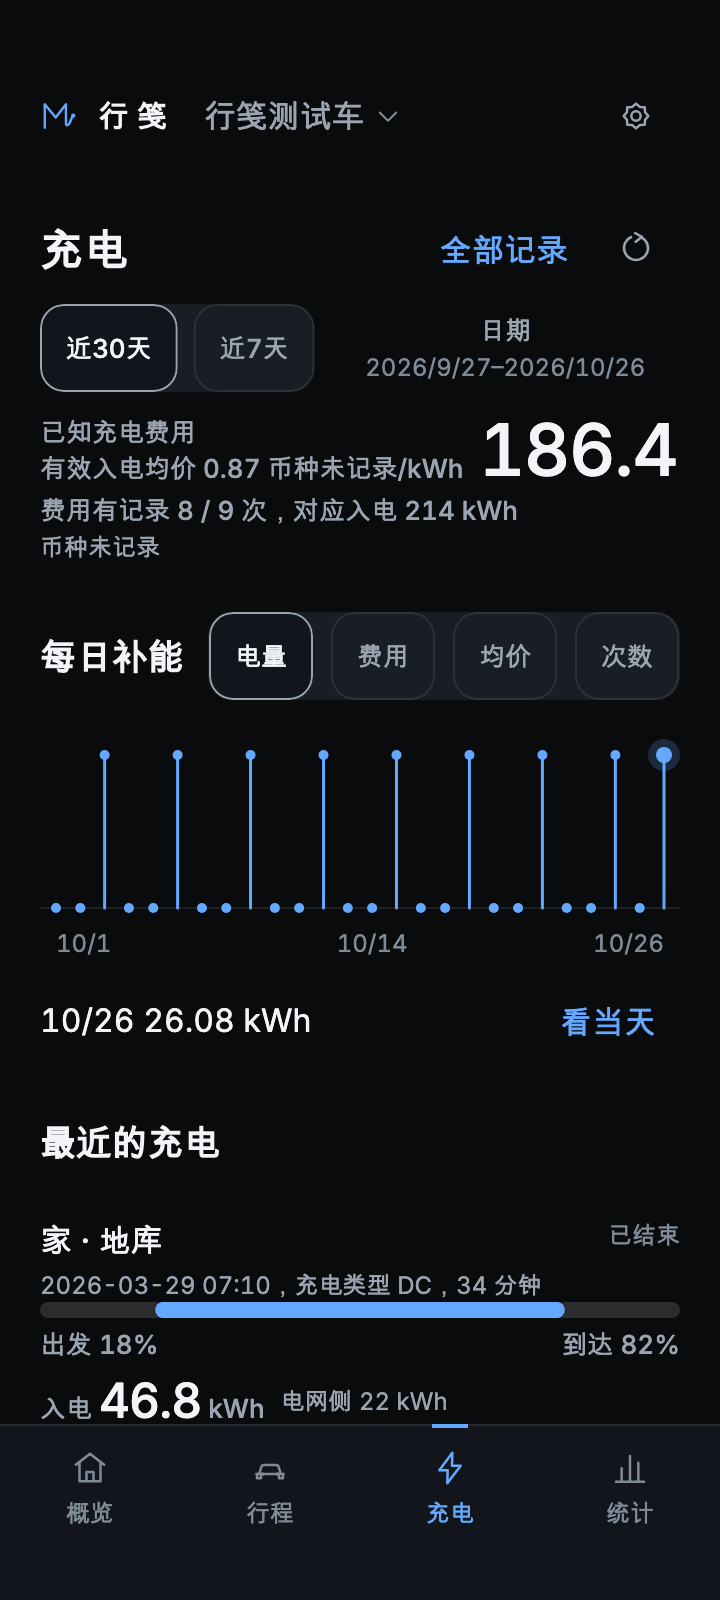 行笺 行笺测试车
充电 全部记录
近30天 近7天 日期
2026/9/27–2026/10/26
已知充电费用
186.4
有效入电均价 0.87 币种未记录/kWh
费用有记录 8 / 9 次，对应入电 214 kWh
币种未记录
每日补能 电量 费用 均价 次数
10/1 10/14 10/26
10/26 26.08 kWh 看当天
最近的充电
家 · 地库 已结束
2026-03-29 07:10，充电类型 DC，34 分钟
出发 18% 到达 82%
入电 46.8 kWh 电网侧 22 kWh
概览 行程 充电 统计